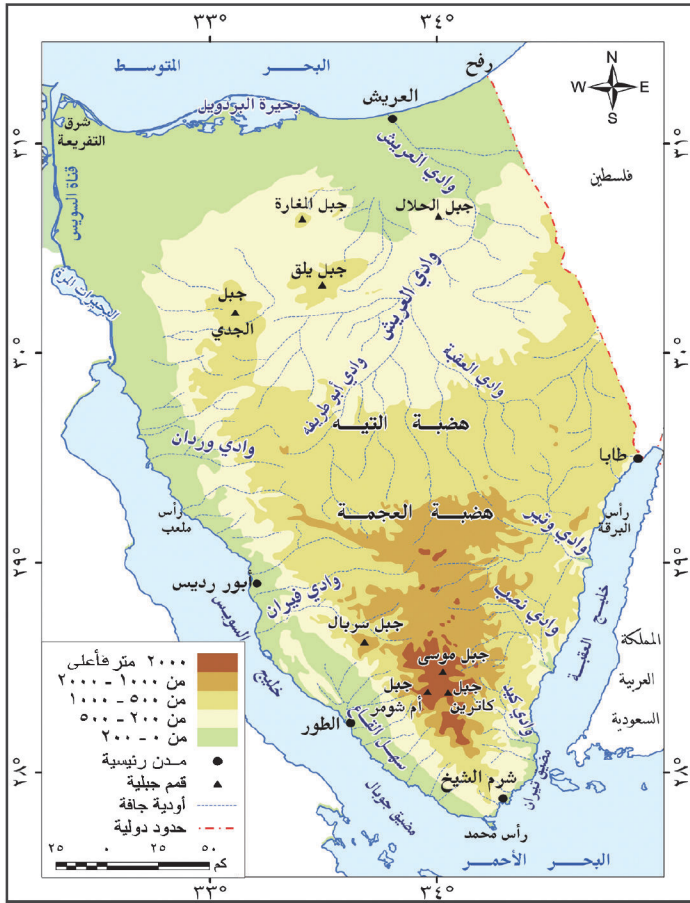 ٣٣°
٣٤°
البحر المتوسط
رفح
N
W E
S
بحيرة البردويل
العريش
شرق
التفريعة
٣١°
٣١°
وادي العريش
فلسطين
قناة السويس
جبل المغارة
جبل الحلال
جبل يلق
وادي العريش
البحيرات المرة
جبل
الجدي
٣٠°
٣٠°
وادي العقبة
وادي أبو طريفه
هضبة التيه
وادي وردان
طابا
رأس
ملعب
هضبة العجمة
وادي وتير
رأس
البرقة
٢٩°
٢٩°
أبور رديس
وادي فيران
وادي نصب
خليج السويس
خليج العقبة
جبل سربال
المملكة
العربية
السعودية
جبل موسى
جبل
أم شومر
جبل
كاترين
وادي كيد
الطور
سهل القاع
٢٨°
٢٨°
شرم الشيخ
مضيق تيران
مضيق جوبال
رأس محمد
البحر الأحمر
٢٠٠٠ متر فأعلى
من ١٠٠٠ - ٢٠٠٠
من ٥٠٠ - ١٠٠٠
من ٢٠٠ - ٥٠٠
من ٠ - ٢٠٠
مدن رئيسية
قمم جبلية
أودية جافة
حدود دولية
٢٥ ٠ ٥٠
كم
٣٣°
٣٤°